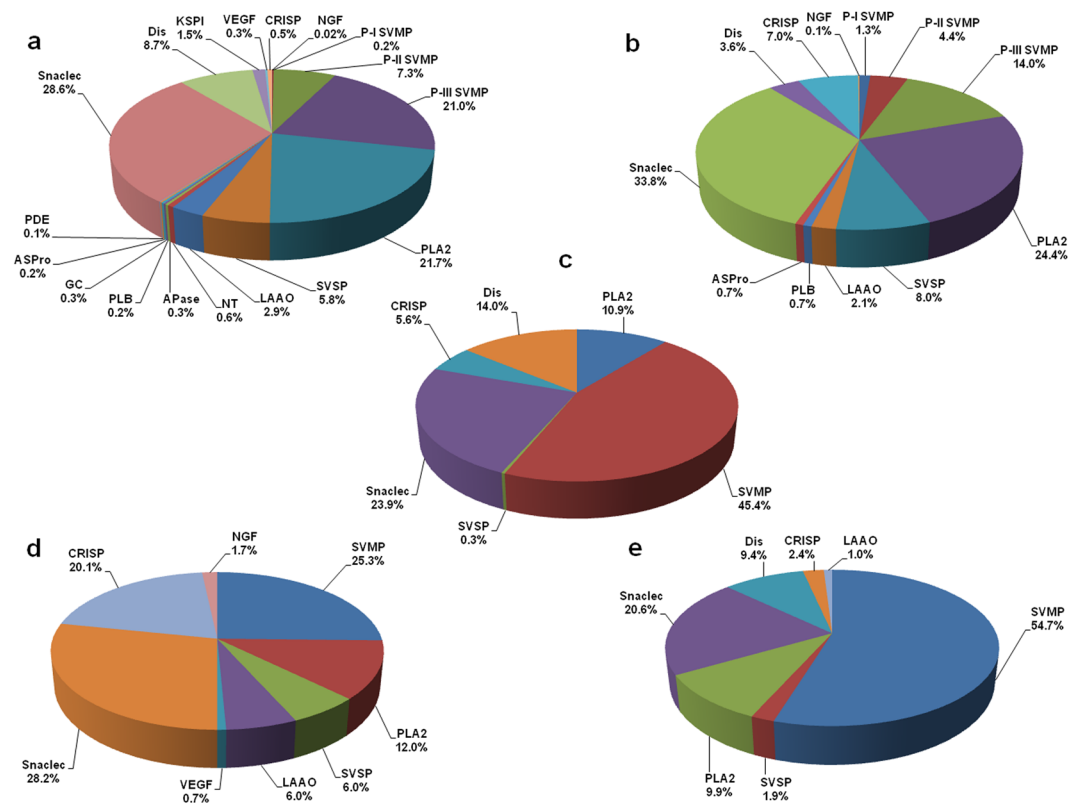 a
KSPI
1.5%
VEGF
0.3%
CRISP
0.5%
NGF
0.02%
P-I SVMP
0.2%
P-II SVMP
7.3%
P-III SVMP
21.0%
PLA2
21.7%
SVSP
5.8%
LAAO
2.9%
NT
0.6%
APase
0.3%
PLB
0.2%
GC
0.3%
ASPro
0.2%
PDE
0.1%
Snaclec
28.6%
Dis
8.7%
b
Dis
3.6%
CRISP
7.0%
NGF
0.1%
P-I SVMP
1.3%
P-II SVMP
4.4%
P-III SVMP
14.0%
PLA2
24.4%
SVSP
8.0%
LAAO
2.1%
PLB
0.7%
ASPro
0.7%
Snaclec
33.8%
c
CRISP
5.6%
Dis
14.0%
PLA2
10.9%
SVMP
45.4%
SVSP
0.3%
Snaclec
23.9%
d
CRISP
20.1%
NGF
1.7%
SVMP
25.3%
PLA2
12.0%
SVSP
6.0%
LAAO
6.0%
VEGF
0.7%
Snaclec
28.2%
e
Dis
9.4%
CRISP
2.4%
LAAO
1.0%
SVMP
54.7%
SVSP
1.9%
PLA2
9.9%
Snaclec
20.6%